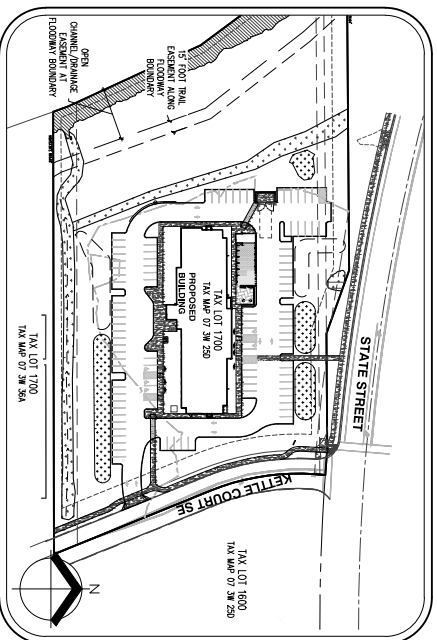 OPEN
CHANNEL/DRAINAGE
EASEMENT AT
FLOODWAY BOUNDARY
15' FOOT TRAIL
EASEMENT ALONG
FLOODWAY
BOUNDARY
STATE STREET
TAX LOT 1700
TAX MAP 07 3W 25D
PROPOSED
BUILDING
TAX LOT 1700
TAX MAP 07 3W 36A
KETTLE COURT SE
TAX LOT 1600
TAX MAP 07 3W 25D
N